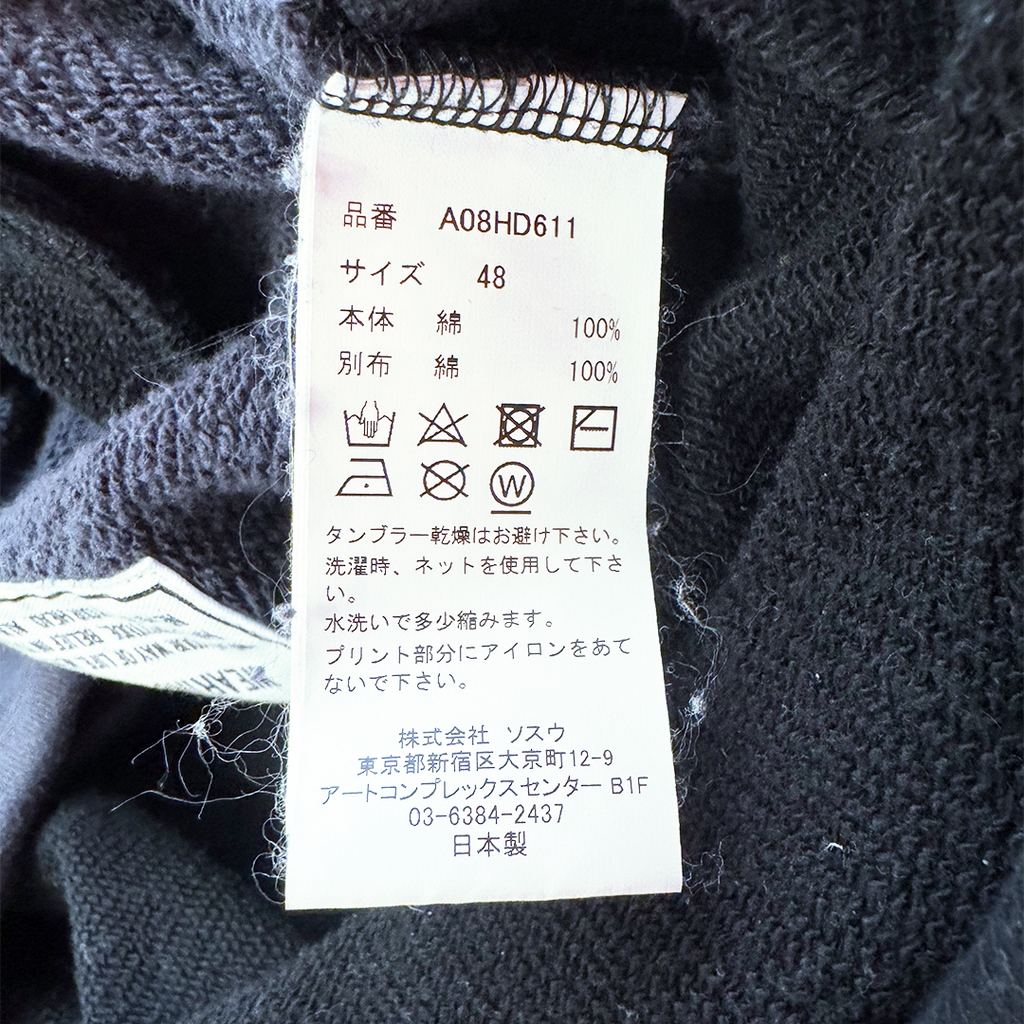 品番 A08HD611
サイズ 48
本体 綿 100%
別布 綿 100%
W
タンブラー乾燥はお避け下さい。
洗濯時、ネットを使用して下さ
い。
水洗いで多少縮みます。
プリント部分にアイロンをあて
ないで下さい。
株式会社 ソスウ
東京都新宿区大京町12-9
アートコンプレックスセンター B1F
03-6384-2437
日本製